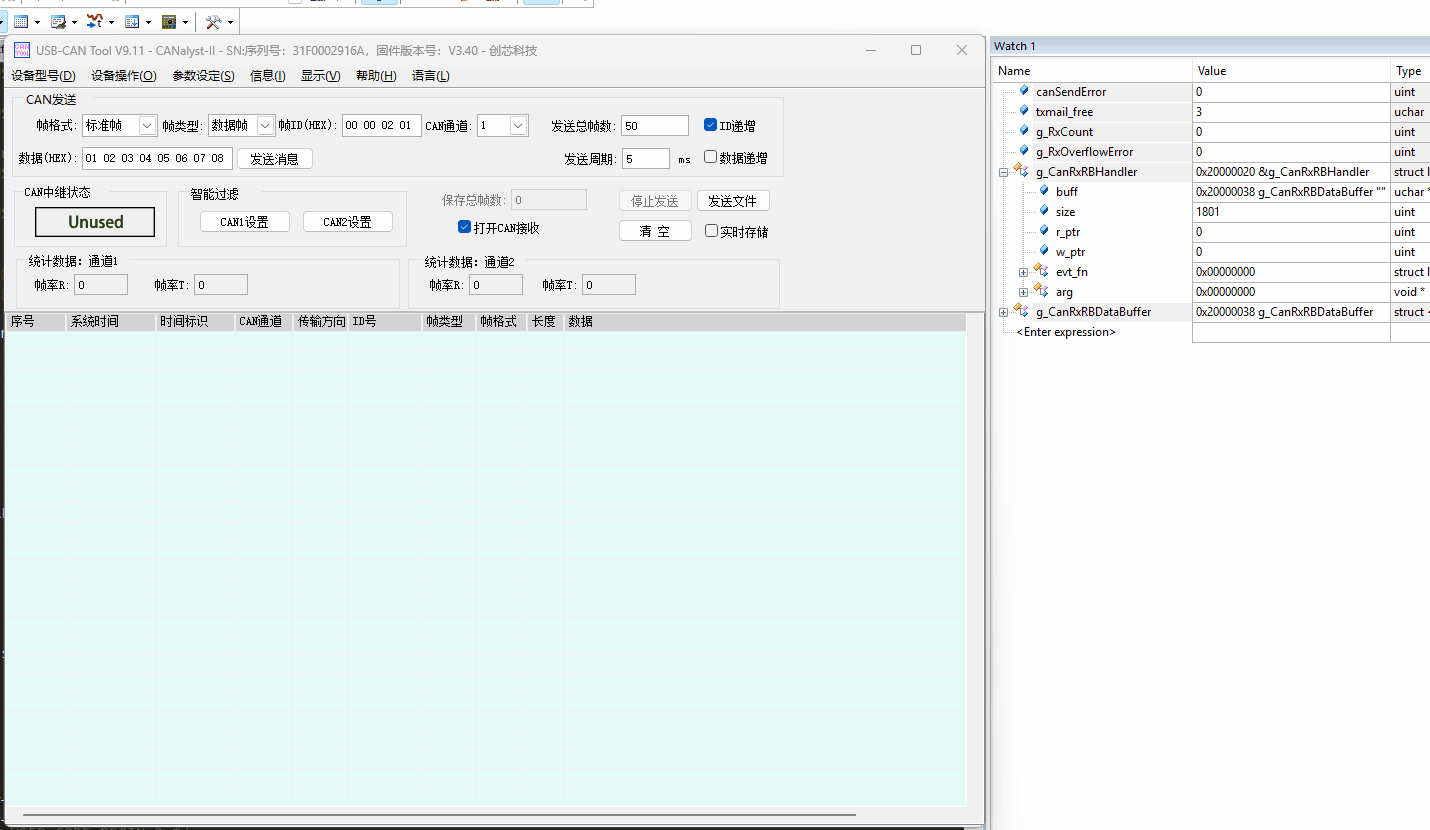 USB-CAN Tool V9.11 - CANalyst-II - SN:序列号：31F0002916A，固件版本号：V3.40 - 创芯科技
设备型号(D) 设备操作(O) 参数设定(S) 信息(I) 显示(V) 帮助(H) 语言(L)
CAN发送
帧格式: 标准帧 帧类型: 数据帧 帧ID(HEX): 00 00 02 01 CAN通道: 1 发送总帧数: 50 ID递增
数据(HEX): 01 02 03 04 05 06 07 08 发送消息 发送周期: 5 ms 数据递增
CAN中继状态 智能过滤 保存总帧数: 0 停止发送 发送文件
Unused CAN1设置 CAN2设置 打开CAN接收 清 空 实时存储
统计数据: 通道1 统计数据: 通道2
帧率R: 0 帧率T: 0 帧率R: 0 帧率T: 0
序号 系统时间 时间标识 CAN通道 传输方向 ID号 帧类型 帧格式 长度 数据
Watch 1
Name Value Type
canSendError 0 uint
txmail_free 3 uchar
g_RxCount 0 uint
g_RxOverflowError 0 uint
g_CanRxRBHandler 0x20000020 &g_CanRxRBHandler struct
buff 0x20000038 g_CanRxRBDataBuffer "" uchar *
size 1801 uint
r_ptr 0 uint
w_ptr 0 uint
evt_fn 0x00000000 struct
arg 0x00000000 void *
g_CanRxRBDataBuffer 0x20000038 g_CanRxRBDataBuffer struct <
<Enter expression>